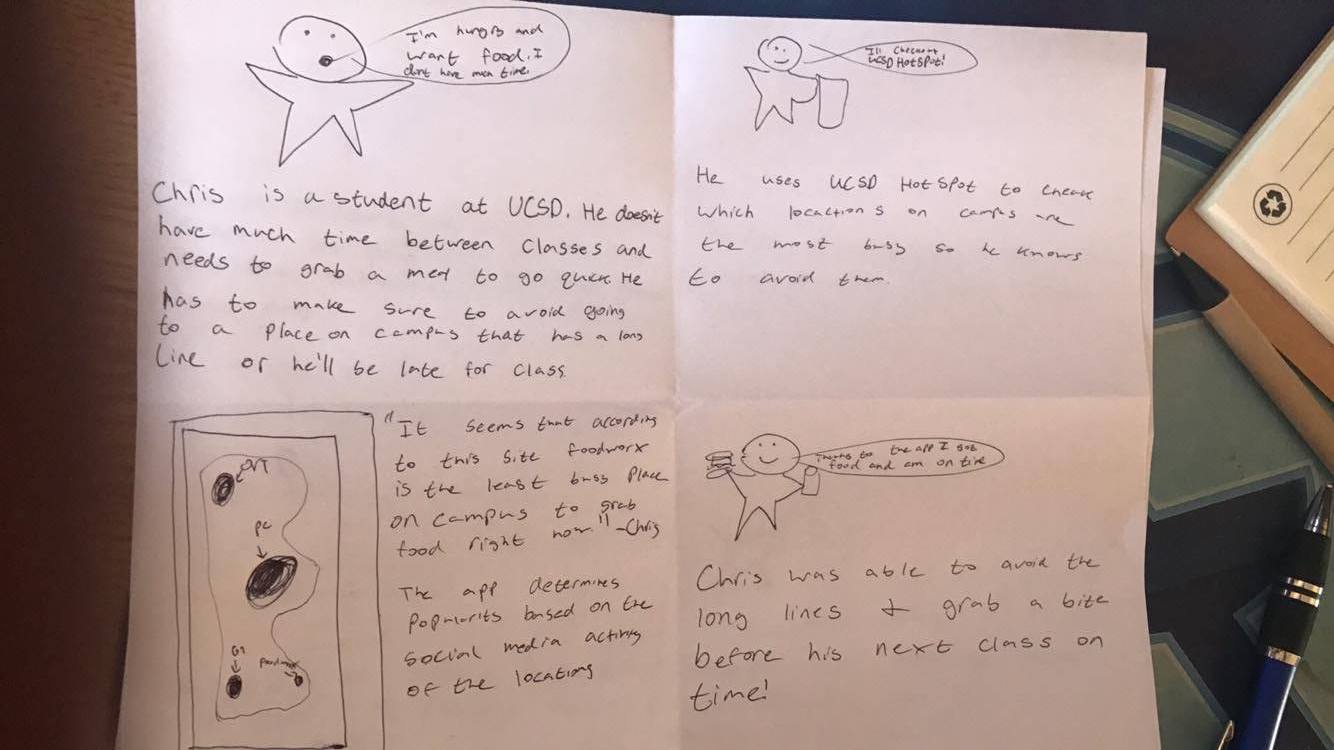 I'm hungry and
want food. I
dont have much time.
Chris is a student at UCSD. He doesn't
have much time between classes and
needs to grab a meal to go quick. He
has to make sure to avoid going
to a place on campus that has a long
line or he'll be late for class
I'll checkout
UCSD HotSpot!
He uses UCSD HotSpot to check
which locactions on campus are
the most busy so he knows
to avoid them.
OVT
PC
64
foodworx
"It seems that according
to this site foodworx
is the least busy place
on campus to grab
food right now" -Chris
The app determines
popularity based on the
social media activity
of the locations
Thanks to the app I got
food and am on time
Chris was able to avoid the
long lines & grab a bite
before his next class on
time!